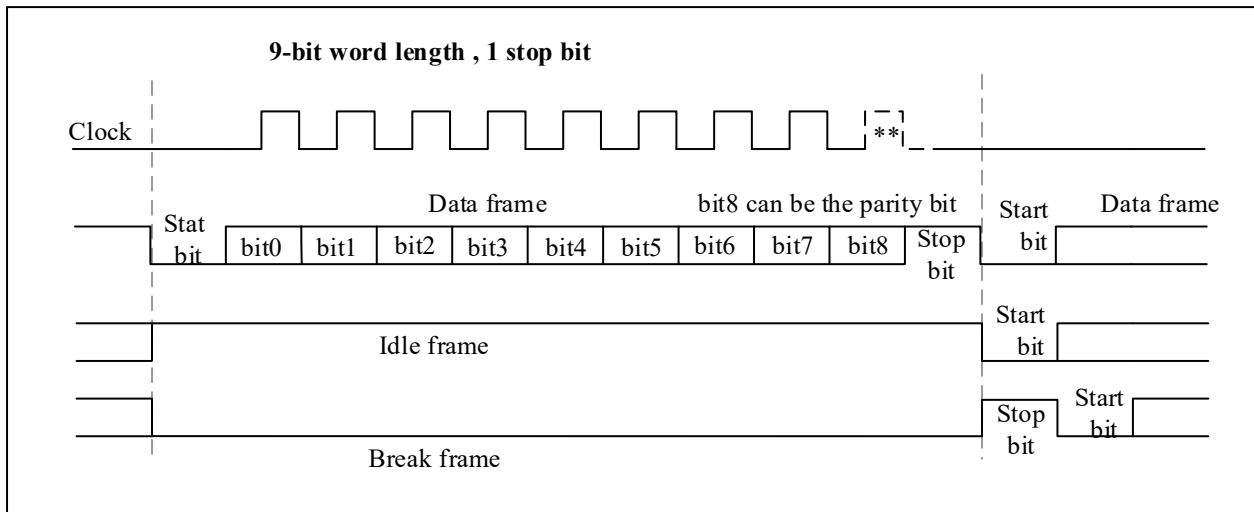 9-bit word length , 1 stop bit
Clock
**
Data frame
bit8 can be the parity bit
Data frame
Stat
bit
bit0
bit1
bit2
bit3
bit4
bit5
bit6
bit7
bit8
Stop
bit
Start
bit
Idle frame
Start
bit
Break frame
Stop
bit
Start
bit